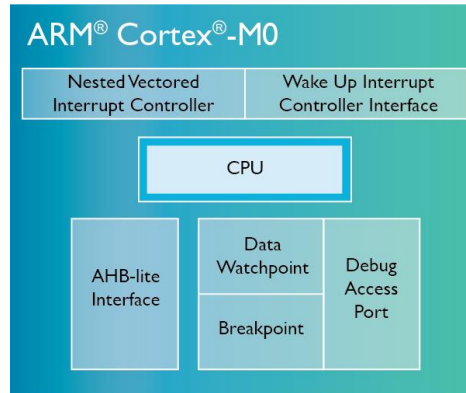 ARM® Cortex®-M0
Nested Vectored
Interrupt Controller
Wake Up Interrupt
Controller Interface
CPU
AHB-lite
Interface
Data
Watchpoint
Breakpoint
Debug
Access
Port